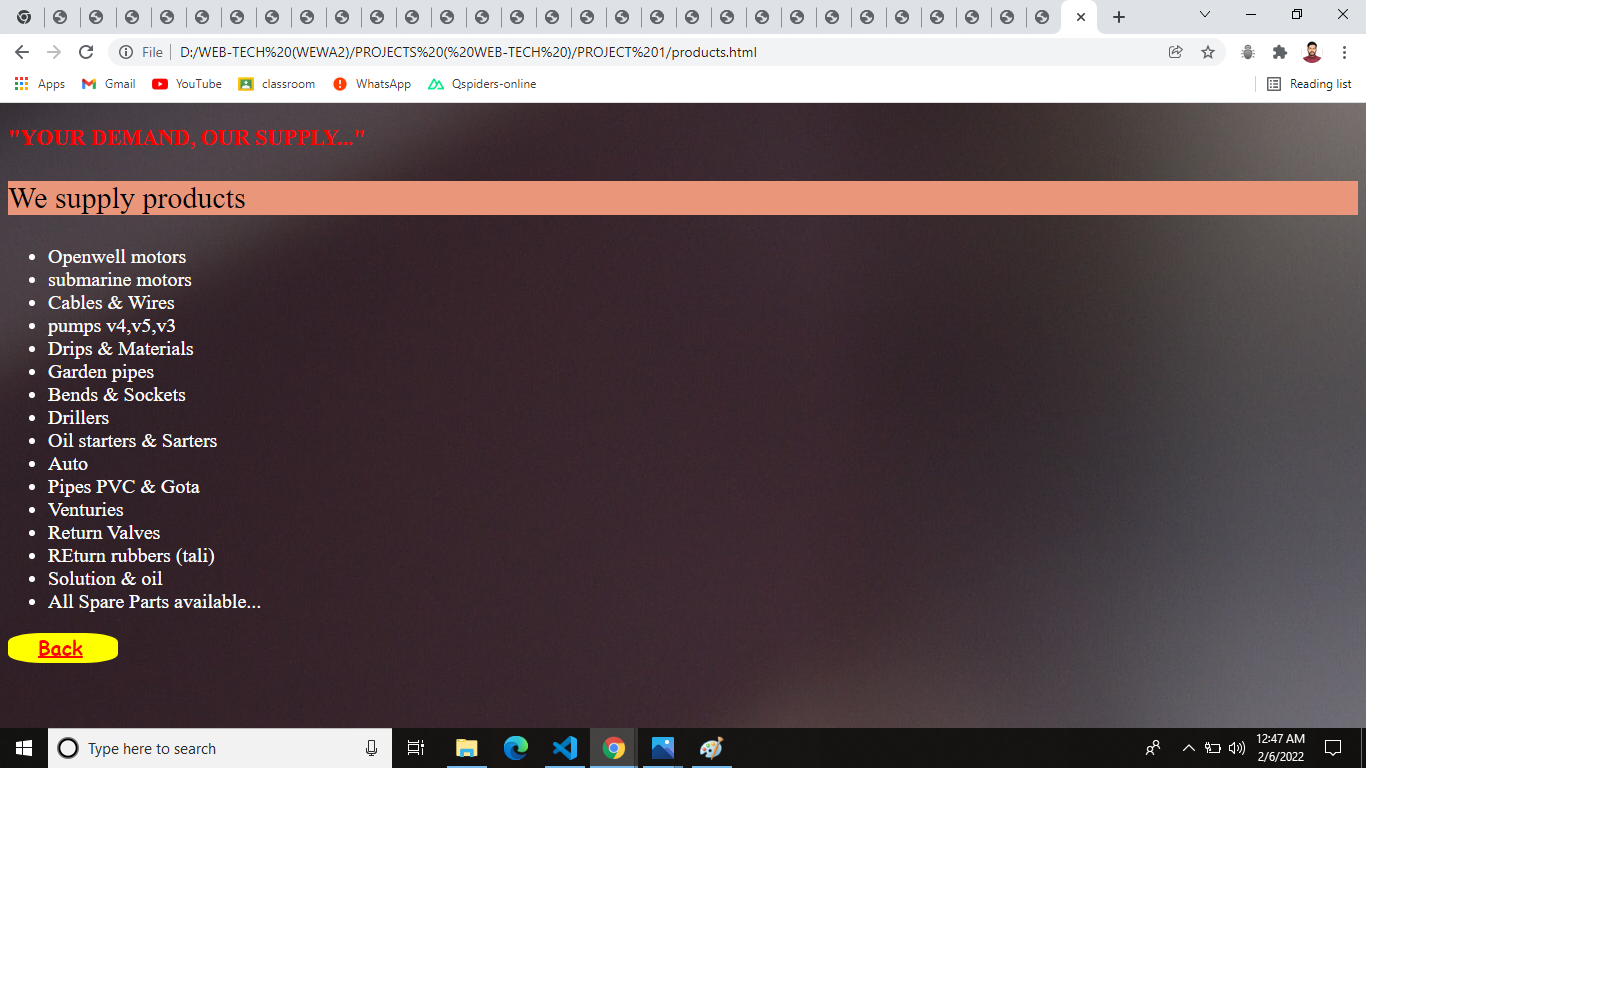 File
D:/WEB-TECH%20(WEWA2)/PROJECTS%20(%20WEB-TECH%20)/PROJECT%201/products.html
Apps Gmail YouTube classroom WhatsApp Qspiders-online Reading list
"YOUR DEMAND, OUR SUPPLY..."
We supply products
Openwell motors
submarine motors
Cables & Wires
pumps v4,v5,v3
Drips & Materials
Garden pipes
Bends & Sockets
Drillers
Oil starters & Sarters
Auto
Pipes PVC & Gota
Venturies
Return Valves
REturn rubbers (tali)
Solution & oil
All Spare Parts available...
Back
Type here to search
12:47 AM
2/6/2022